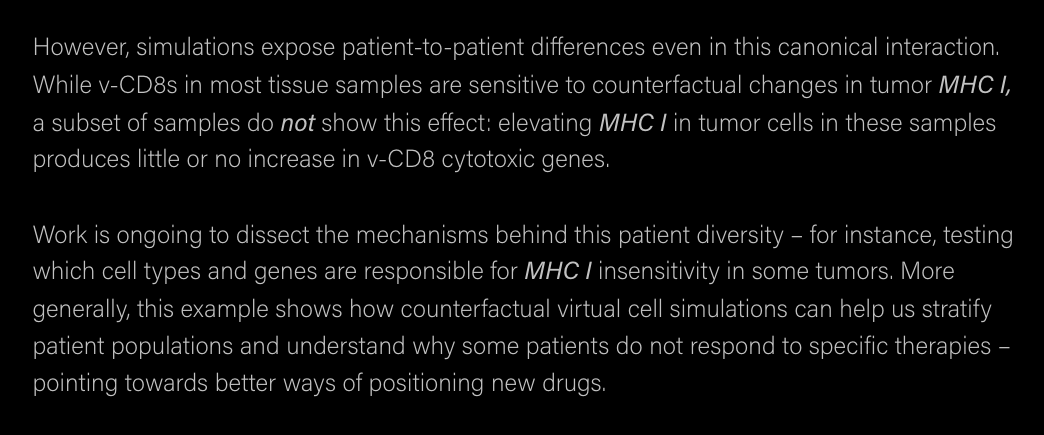 However, simulations expose patient-to-patient differences even in this canonical interaction.
While v-CD8s in most tissue samples are sensitive to counterfactual changes in tumor MHC I,
a subset of samples do not show this effect: elevating MHC I in tumor cells in these samples
produces little or no increase in v-CD8 cytotoxic genes.
Work is ongoing to dissect the mechanisms behind this patient diversity – for instance, testing
which cell types and genes are responsible for MHC I insensitivity in some tumors. More
generally, this example shows how counterfactual virtual cell simulations can help us stratify
patient populations and understand why some patients do not respond to specific therapies –
pointing towards better ways of positioning new drugs.